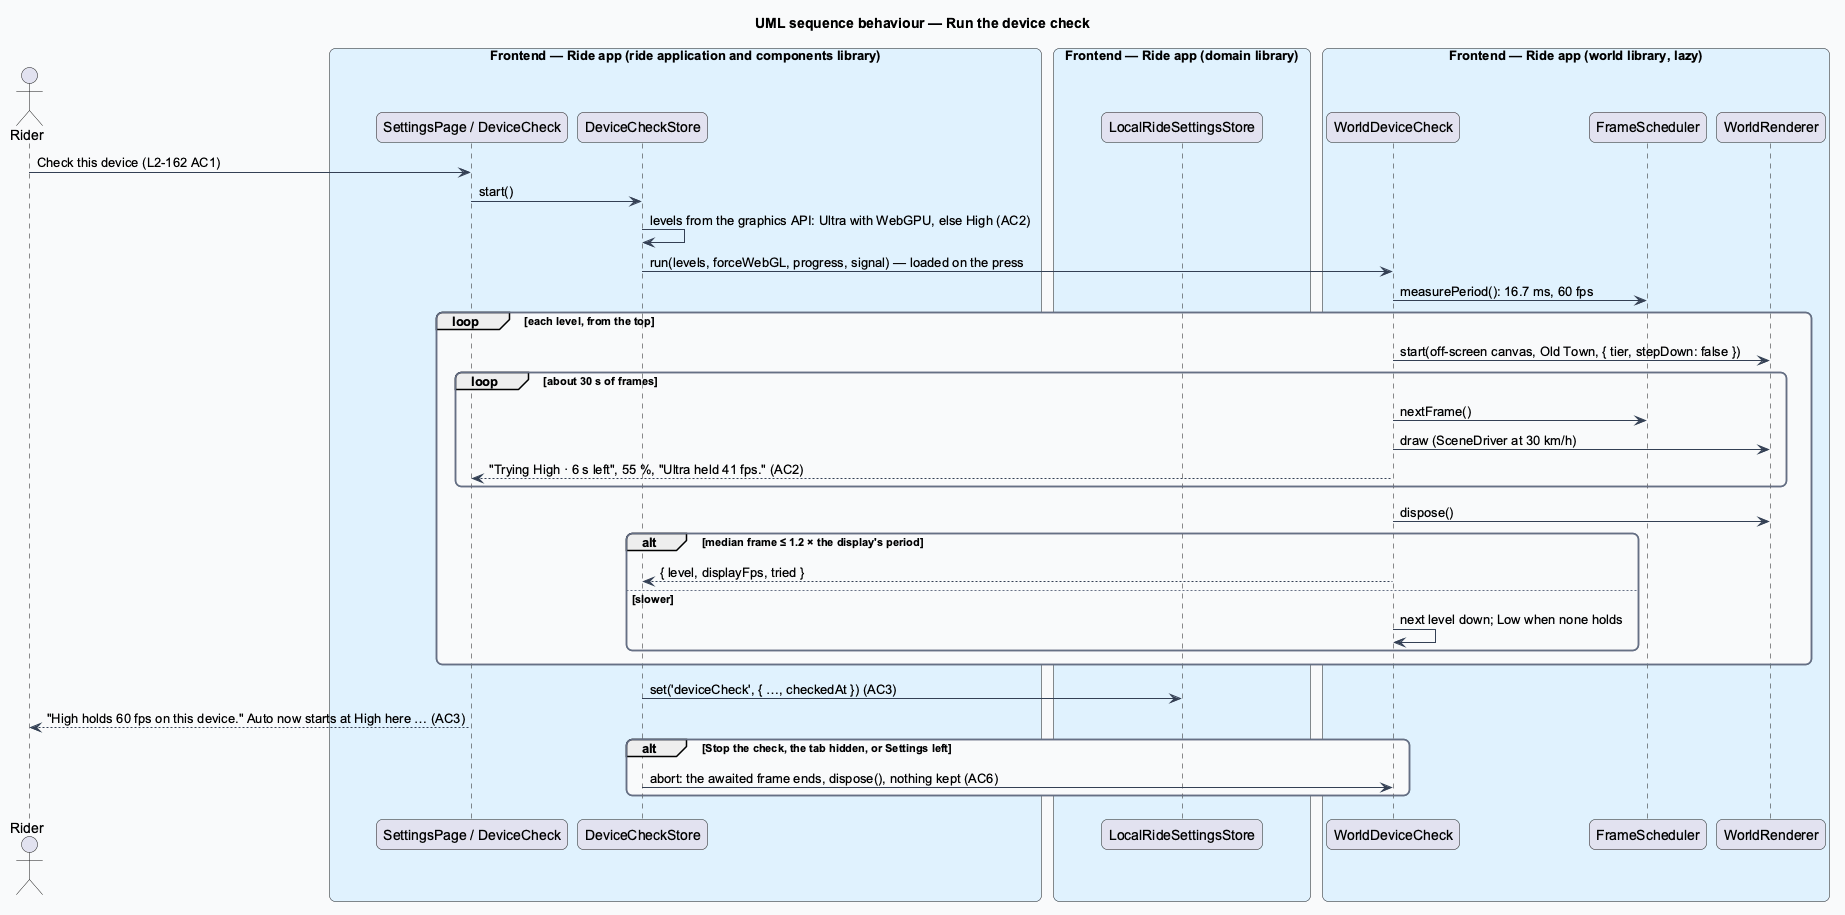 UML sequence behaviour — Run the device check
Frontend — Ride app (ride application and components library)
Frontend — Ride app (domain library)
Frontend — Ride app (world library, lazy)
Rider
SettingsPage / DeviceCheck
DeviceCheckStore
LocalRideSettingsStore
WorldDeviceCheck
FrameScheduler
WorldRenderer
Check this device (L2-162 AC1)
start()
levels from the graphics API: Ultra with WebGPU, else High (AC2)
run(levels, forceWebGL, progress, signal) — loaded on the press
measurePeriod(): 16.7 ms, 60 fps
loop
[each level, from the top]
start(off-screen canvas, Old Town, { tier, stepDown: false })
loop
[about 30 s of frames]
nextFrame()
draw (SceneDriver at 30 km/h)
"Trying High · 6 s left", 55 %, "Ultra held 41 fps." (AC2)
dispose()
alt
[median frame ≤ 1.2 × the display's period]
{ level, displayFps, tried }
[slower]
next level down; Low when none holds
set('deviceCheck', { …, checkedAt }) (AC3)
"High holds 60 fps on this device." Auto now starts at High here … (AC3)
alt
[Stop the check, the tab hidden, or Settings left]
abort: the awaited frame ends, dispose(), nothing kept (AC6)
Rider
SettingsPage / DeviceCheck
DeviceCheckStore
LocalRideSettingsStore
WorldDeviceCheck
FrameScheduler
WorldRenderer